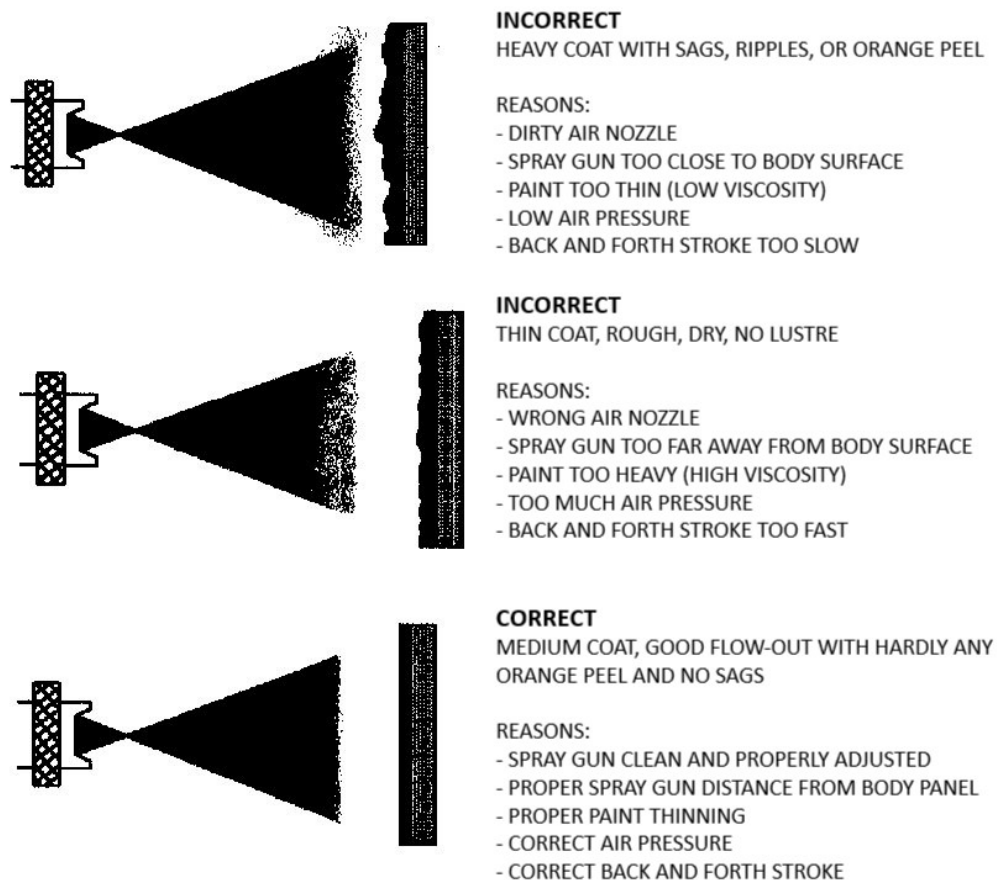 INCORRECT
HEAVY COAT WITH SAGS, RIPPLES, OR ORANGE PEEL
REASONS:
- DIRTY AIR NOZZLE
- SPRAY GUN TOO CLOSE TO BODY SURFACE
- PAINT TOO THIN (LOW VISCOSITY)
- LOW AIR PRESSURE
- BACK AND FORTH STROKE TOO SLOW
INCORRECT
THIN COAT, ROUGH, DRY, NO LUSTRE
REASONS:
- WRONG AIR NOZZLE
- SPRAY GUN TOO FAR AWAY FROM BODY SURFACE
- PAINT TOO HEAVY (HIGH VISCOSITY)
- TOO MUCH AIR PRESSURE
- BACK AND FORTH STROKE TOO FAST
CORRECT
MEDIUM COAT, GOOD FLOW-OUT WITH HARDLY ANY
ORANGE PEEL AND NO SAGS
REASONS:
- SPRAY GUN CLEAN AND PROPERLY ADJUSTED
- PROPER SPRAY GUN DISTANCE FROM BODY PANEL
- PROPER PAINT THINNING
- CORRECT AIR PRESSURE
- CORRECT BACK AND FORTH STROKE